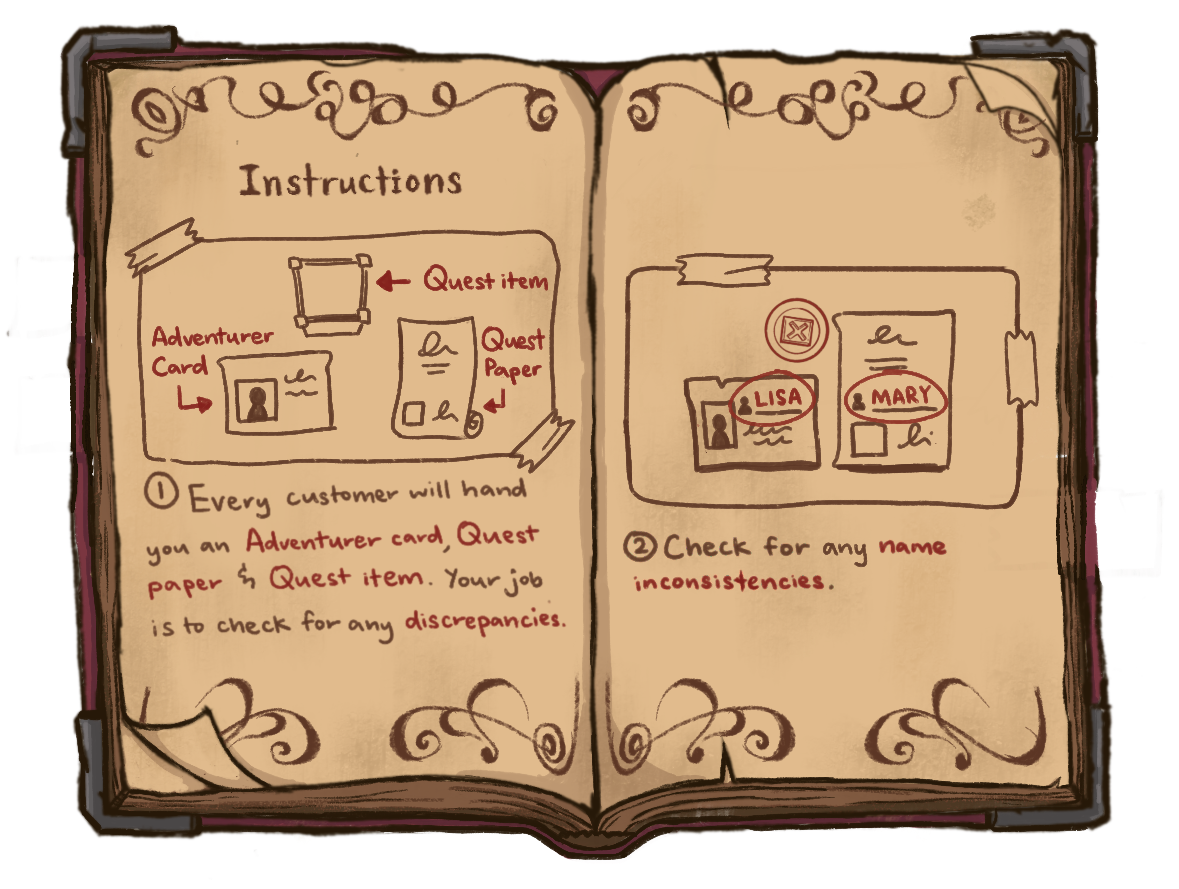 Instructions
Quest item
Adventurer
Card
Quest
Paper
1 Every customer will hand
you an Adventurer card, Quest
paper & Quest item. Your job
is to check for any discrepancies.
LISA
MARY
2 Check for any name
inconsistencies.